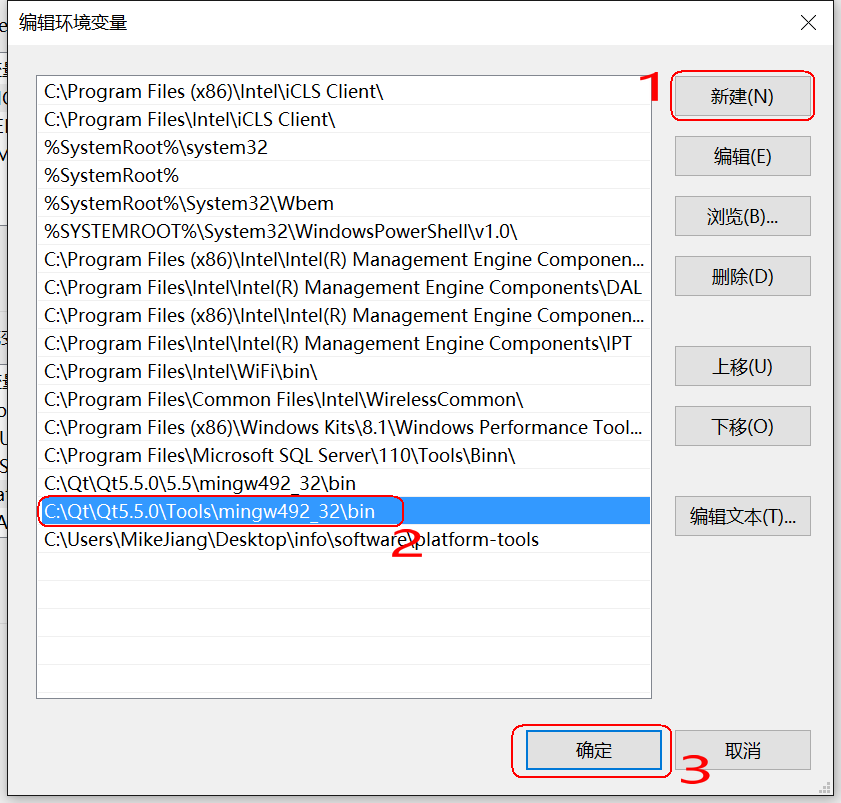 编辑环境变量
C:\Program Files (x86)\Intel\iCLS Client\
C:\Program Files\Intel\iCLS Client\
%SystemRoot%\system32
%SystemRoot%
%SystemRoot%\System32\Wbem
%SYSTEMROOT%\System32\WindowsPowerShell\v1.0\
C:\Program Files (x86)\Intel\Intel(R) Management Engine Componen...
C:\Program Files\Intel\Intel(R) Management Engine Components\DAL
C:\Program Files (x86)\Intel\Intel(R) Management Engine Componen...
C:\Program Files\Intel\Intel(R) Management Engine Components\IPT
C:\Program Files\Intel\WiFi\bin\
C:\Program Files\Common Files\Intel\WirelessCommon\
C:\Program Files (x86)\Windows Kits\8.1\Windows Performance Tool...
C:\Program Files\Microsoft SQL Server\110\Tools\Binn\
C:\Qt\Qt5.5.0\5.5\mingw492_32\bin
C:\Qt\Qt5.5.0\Tools\mingw492_32\bin
2
C:\Users\MikeJiang\Desktop\info\software\platform-tools
1
新建(N)
编辑(E)
浏览(B)...
删除(D)
上移(U)
下移(O)
编辑文本(T)...
确定
3
取消